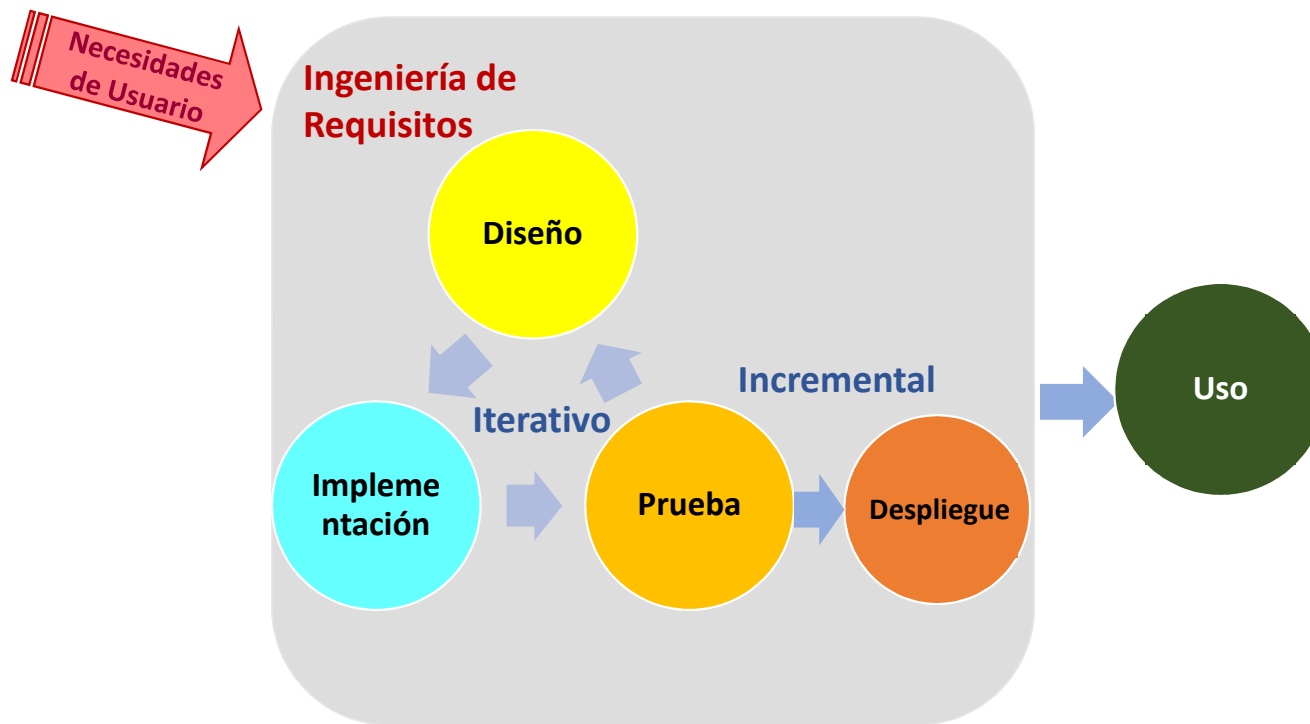 Necesidades
de Usuario
Ingeniería de
Requisitos
Diseño
Incremental
Iterativo
Uso
Impleme
ntación
Prueba
Despliegue